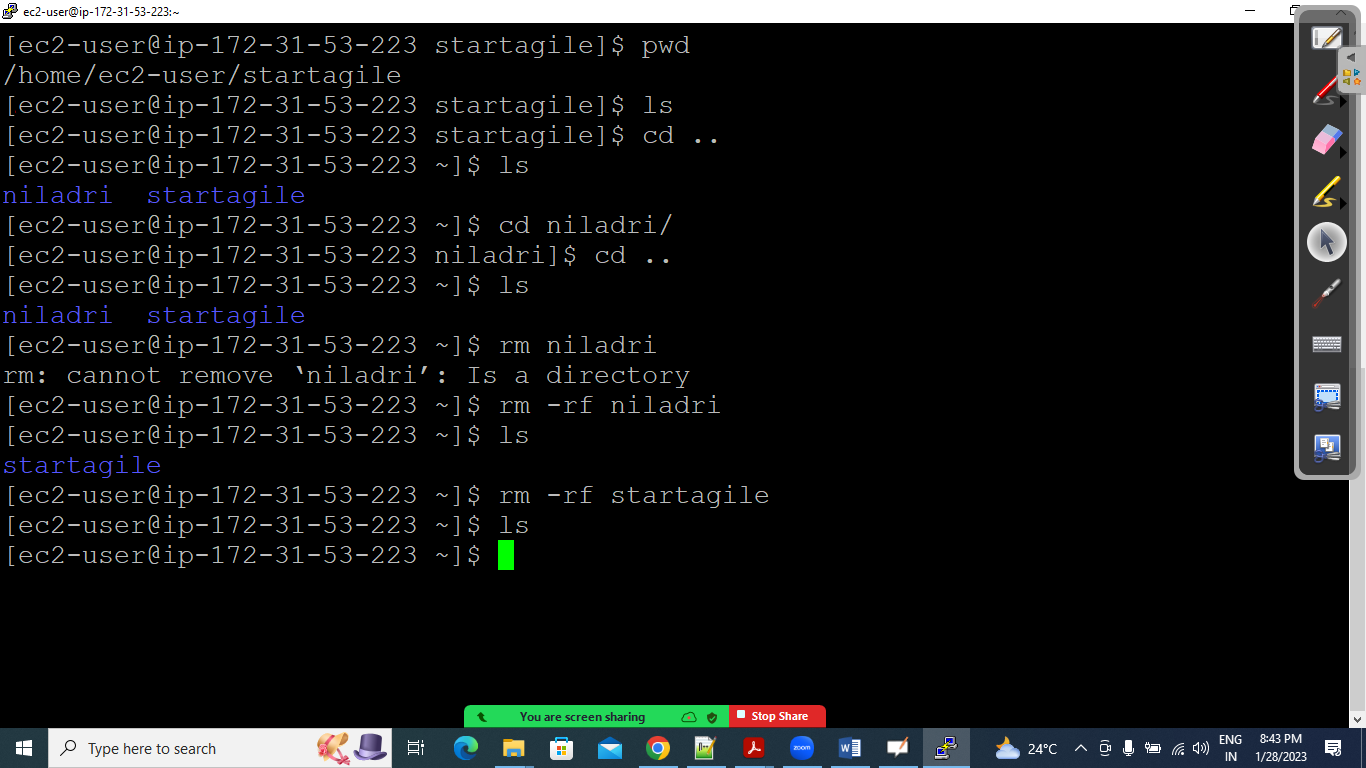 ec2-user@ip-172-31-53-223:~
[ec2-user@ip-172-31-53-223 startagile]$ pwd
/home/ec2-user/startagile
[ec2-user@ip-172-31-53-223 startagile]$ ls
[ec2-user@ip-172-31-53-223 startagile]$ cd ..
[ec2-user@ip-172-31-53-223 ~]$ ls
niladri  startagile
[ec2-user@ip-172-31-53-223 ~]$ cd niladri/
[ec2-user@ip-172-31-53-223 niladri]$ cd ..
[ec2-user@ip-172-31-53-223 ~]$ ls
niladri  startagile
[ec2-user@ip-172-31-53-223 ~]$ rm niladri
rm: cannot remove ‘niladri’: Is a directory
[ec2-user@ip-172-31-53-223 ~]$ rm -rf niladri
[ec2-user@ip-172-31-53-223 ~]$ ls
startagile
[ec2-user@ip-172-31-53-223 ~]$ rm -rf startagile
[ec2-user@ip-172-31-53-223 ~]$ ls
[ec2-user@ip-172-31-53-223 ~]$
You are screen sharing Stop Share
Type here to search
zoom
24°C
ENG
IN
8:43 PM
1/28/2023